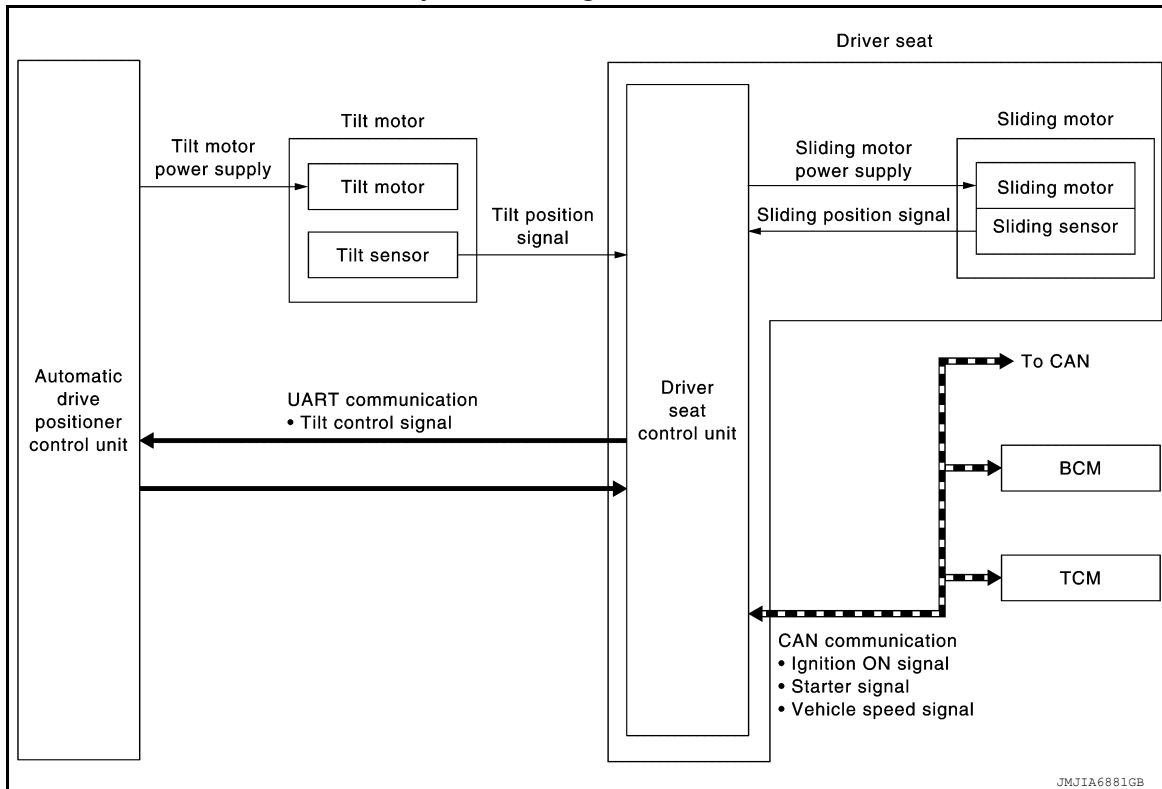 Driver seat
Tilt motor
Sliding motor
Tilt motor
power supply
Sliding motor
power supply
Tilt motor
Sliding motor
Tilt position
signal
Sliding position signal
Sliding sensor
Tilt sensor
Automatic
drive
positioner
control unit
UART communication
• Tilt control signal
Driver
seat
control unit
To CAN
BCM
TCM
CAN communication
• Ignition ON signal
• Starter signal
• Vehicle speed signal
JMJIA6881GB